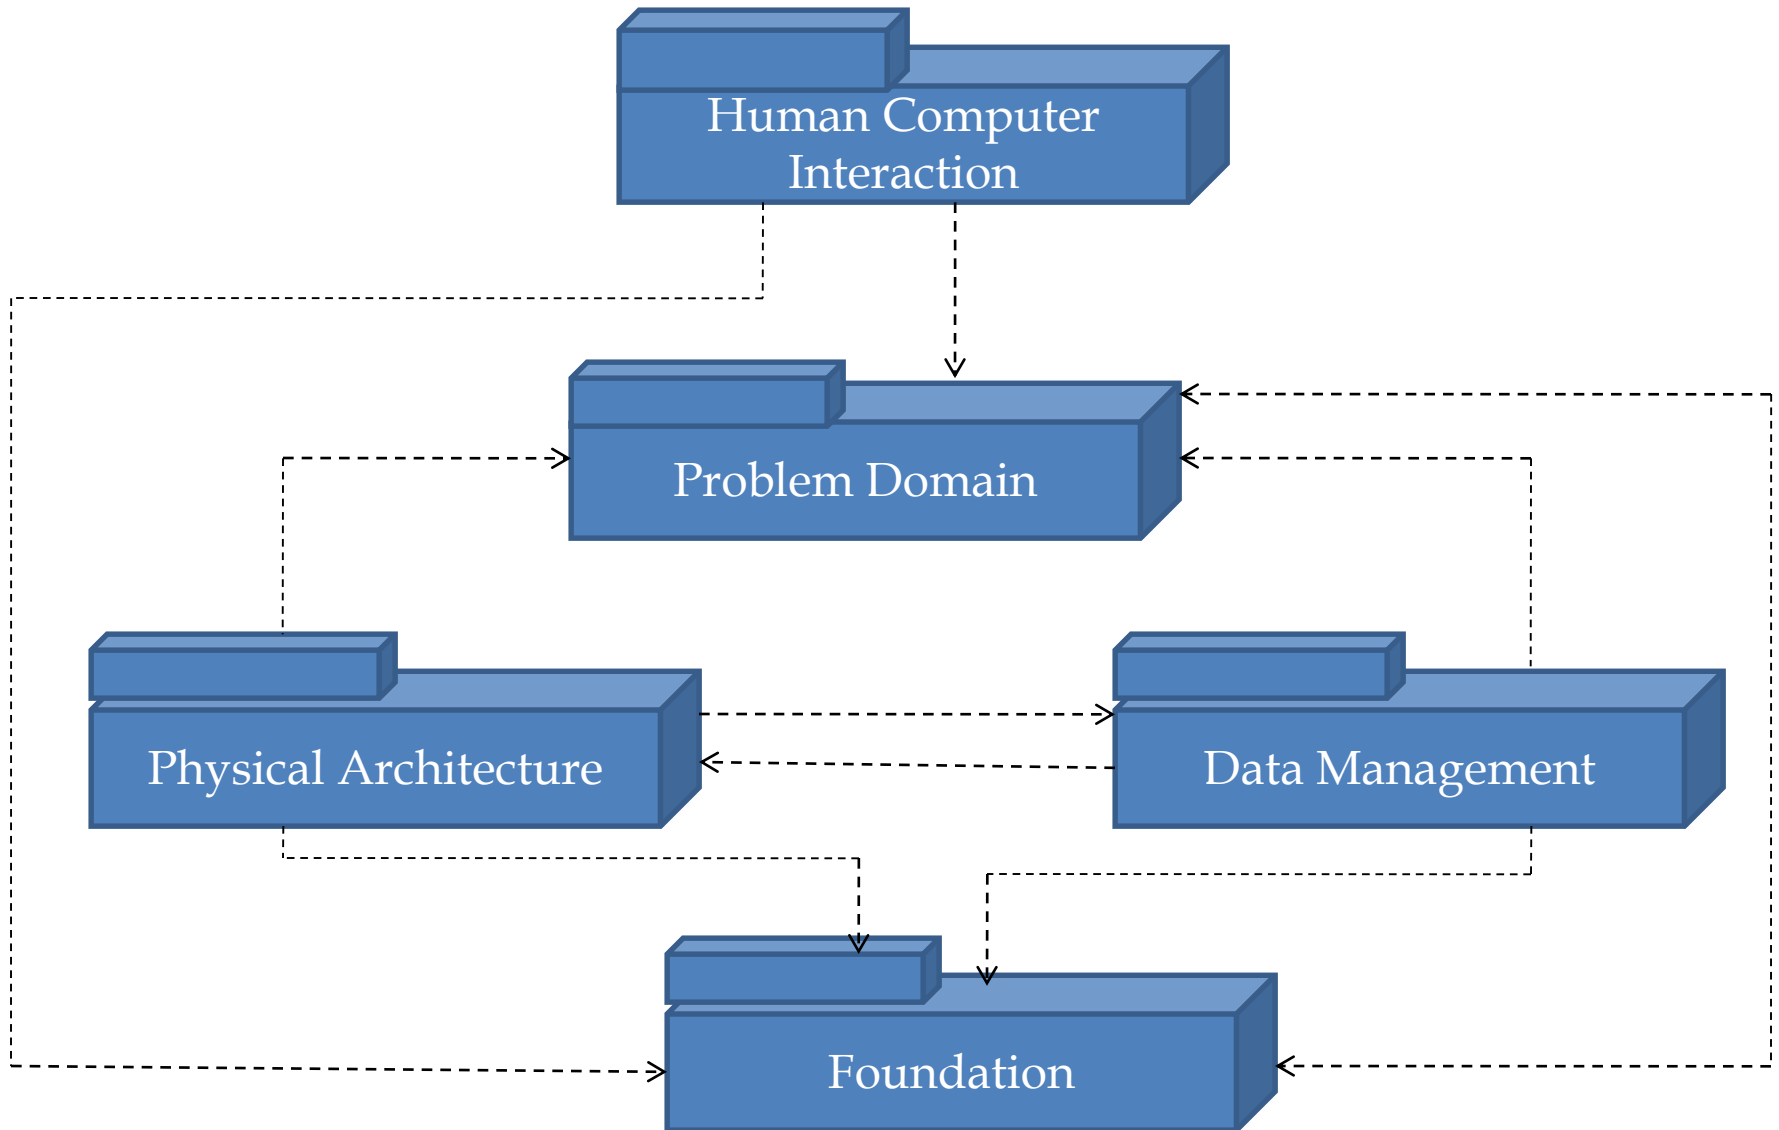 Human Computer
Interaction
Problem Domain
Physical Architecture
Data Management
Foundation